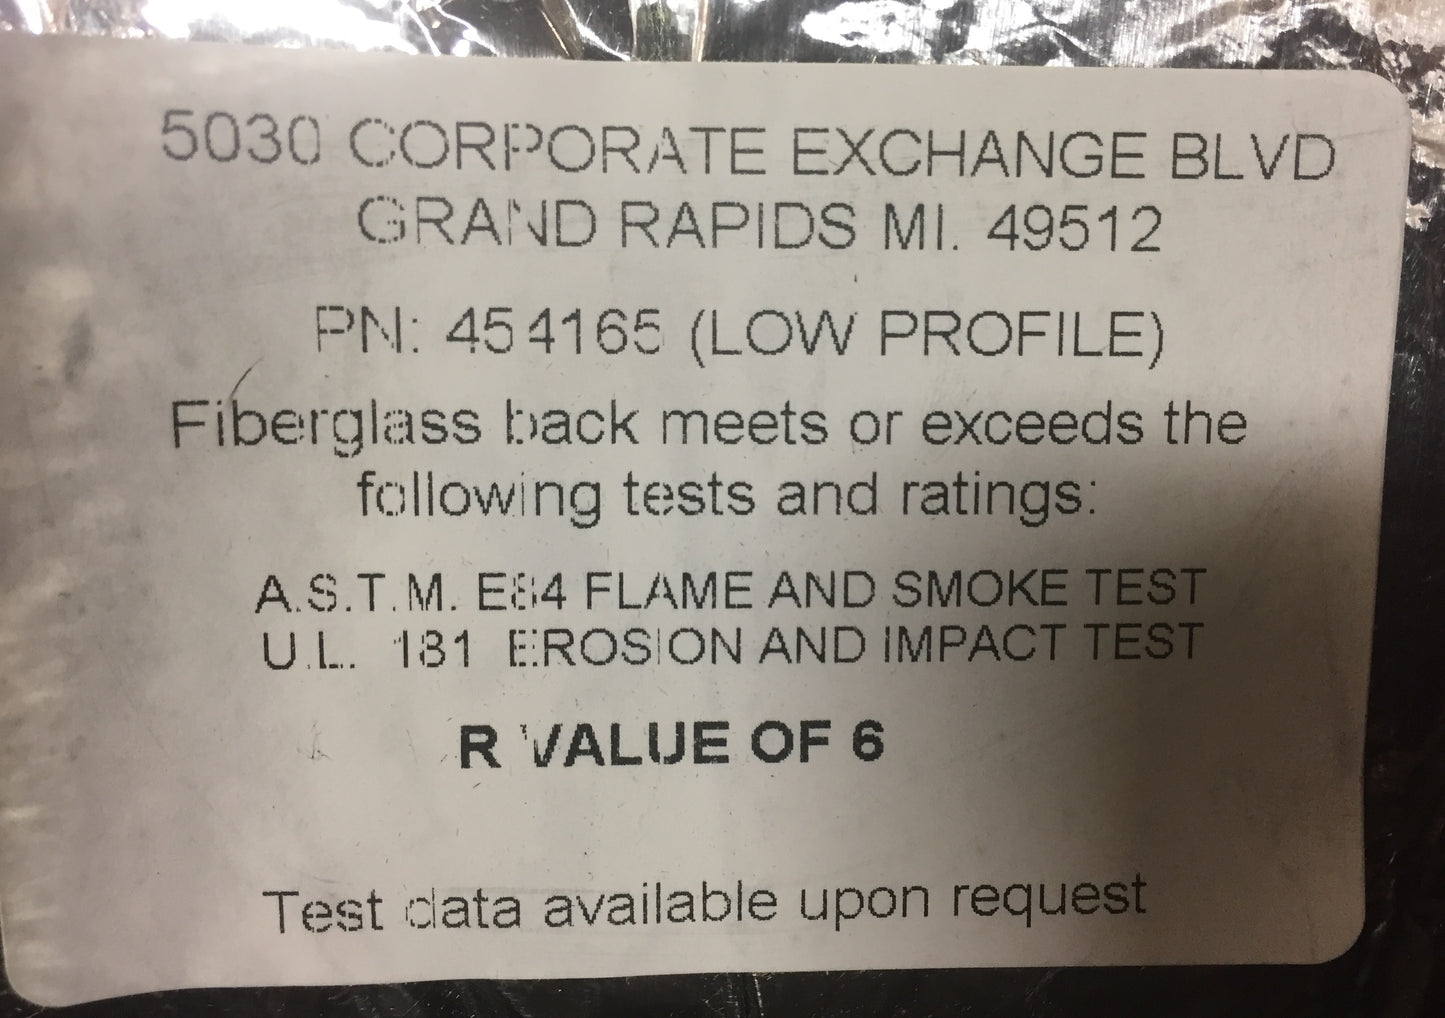 5030 CORPORATE EXCHANGE BLVD
GRAND RAPIDS MI. 49512
PN: 454165 (LOW PROFILE)
Fiberglass back meets or exceeds the
following tests and ratings:
A.S.T.M. E84 FLAME AND SMOKE TEST
U.L. 181 EROSION AND IMPACT TEST
R VALUE OF 6
Test data available upon request